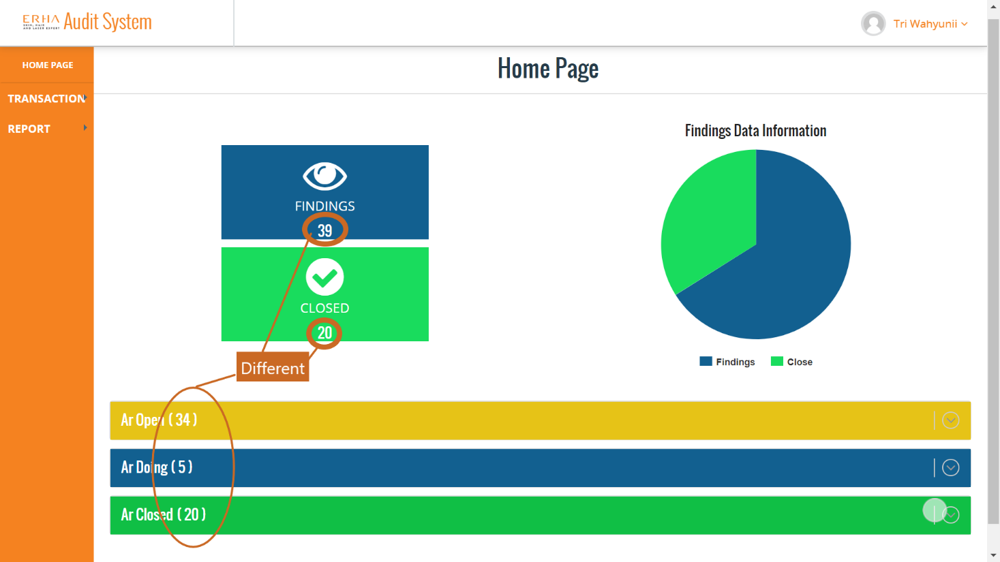 ERHA Audit System
SKIN, HAIR
AND LASER EXPERT
Tri Wahyunii
HOME PAGE
Home Page
TRANSACTION
REPORT
Findings Data Information
FINDINGS
39
CLOSED
20
Findings Close
Different
Ar Open ( 34 )
Ar Doing ( 5 )
Ar Closed ( 20 )